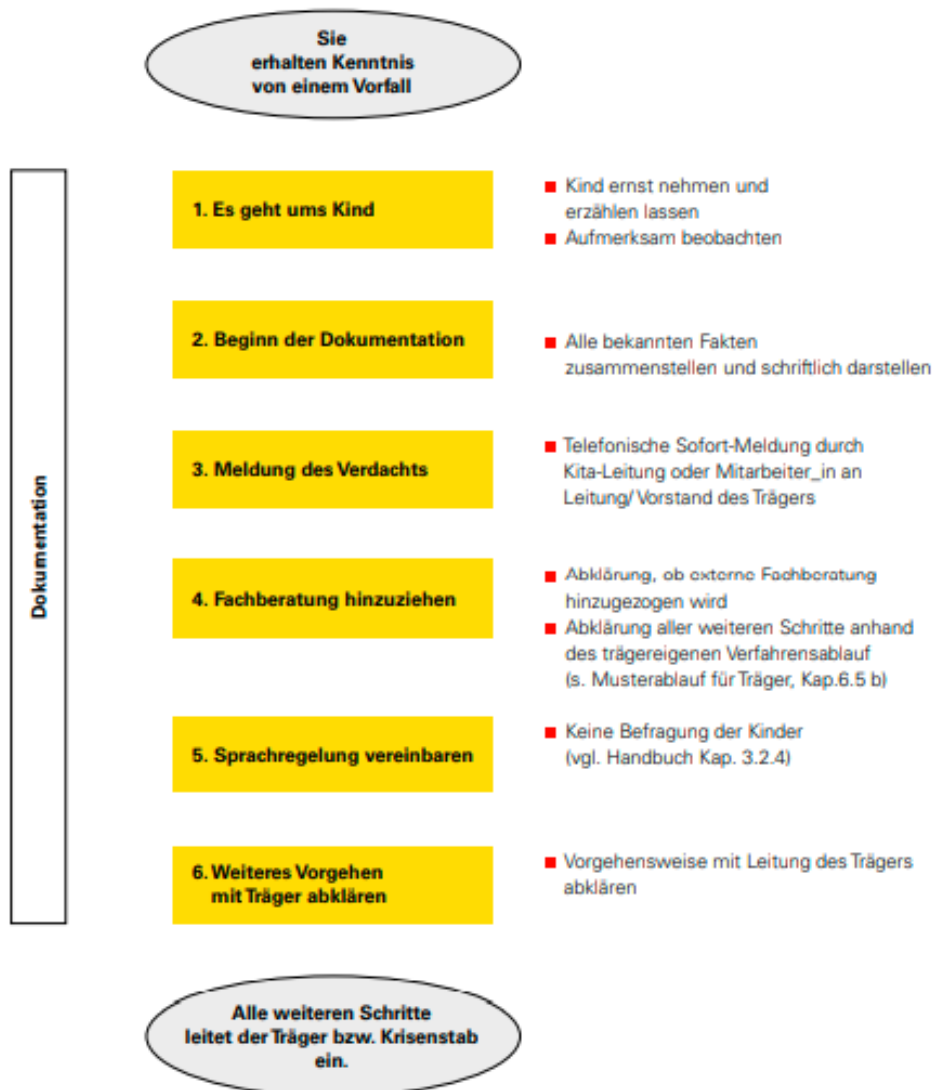 Sie
erhalten Kenntnis
von einem Vorfall
Dokumentation
1. Es geht ums Kind
Kind ernst nehmen und
erzählen lassen
Aufmerksam beobachten
2. Beginn der Dokumentation
Alle bekannten Fakten
zusammenstellen und schriftlich darstellen
3. Meldung des Verdachts
Telefonische Sofort-Meldung durch
Kita-Leitung oder Mitarbeiter_in an
Leitung/ Vorstand des Trägers
4. Fachberatung hinzuziehen
Abklärung, ob externe Fachberatung
hinzugezogen wird
Abklärung aller weiteren Schritte anhand
des trägereigenen Verfahrensablauf
(s. Musterablauf für Träger, Kap.6.5 b)
5. Sprachregelung vereinbaren
Keine Befragung der Kinder
(vgl. Handbuch Kap. 3.2.4)
6. Weiteres Vorgehen
mit Träger abklären
Vorgehensweise mit Leitung des Trägers
abklären
Alle weiteren Schritte
leitet der Träger bzw. Krisenstab
ein.